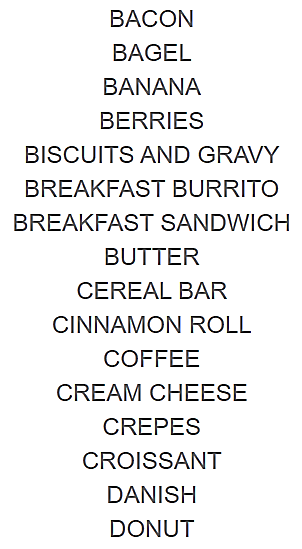 BACON
BAGEL
BANANA
BERRIES
BISCUITS AND GRAVY
BREAKFAST BURRITO
BREAKFAST SANDWICH
BUTTER
CEREAL BAR
CINNAMON ROLL
COFFEE
CREAM CHEESE
CREPES
CROISSANT
DANISH
DONUT